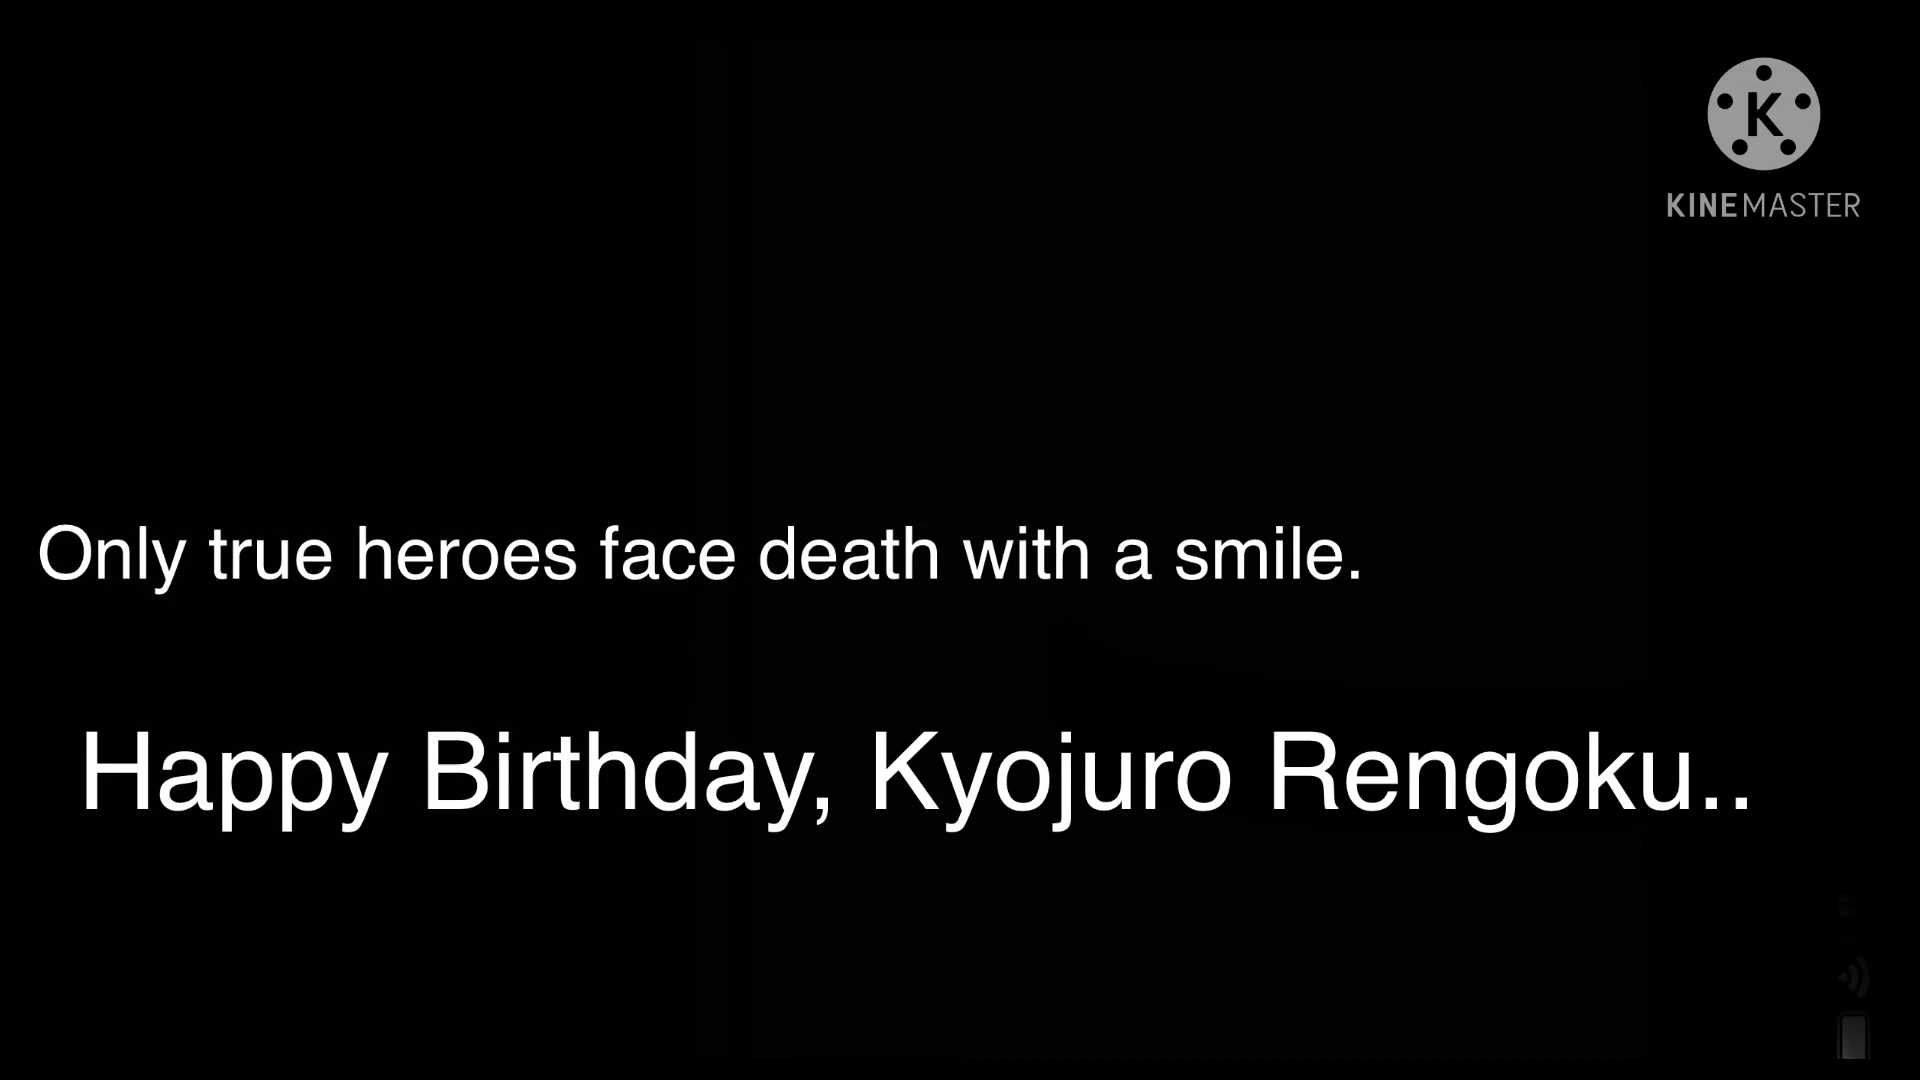 K
KINEMASTER
Only true heroes face death with a smile.
Happy Birthday, Kyojuro Rengoku..